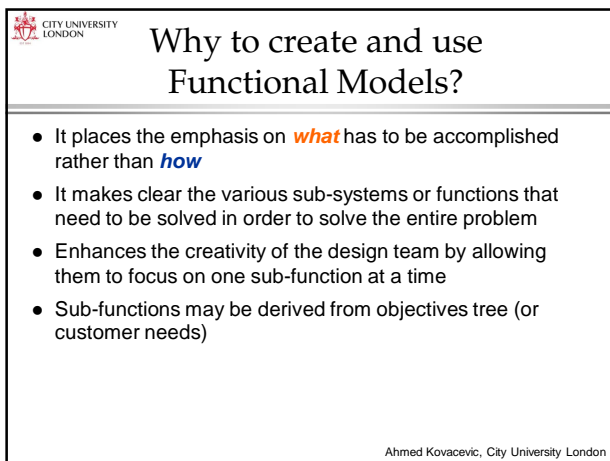 CITY UNIVERSITY
LONDON
Why to create and use
Functional Models?
● It places the emphasis on what has to be accomplished
rather than how
● It makes clear the various sub-systems or functions that
need to be solved in order to solve the entire problem
● Enhances the creativity of the design team by allowing
them to focus on one sub-function at a time
● Sub-functions may be derived from objectives tree (or
customer needs)
Ahmed Kovacevic, City University London